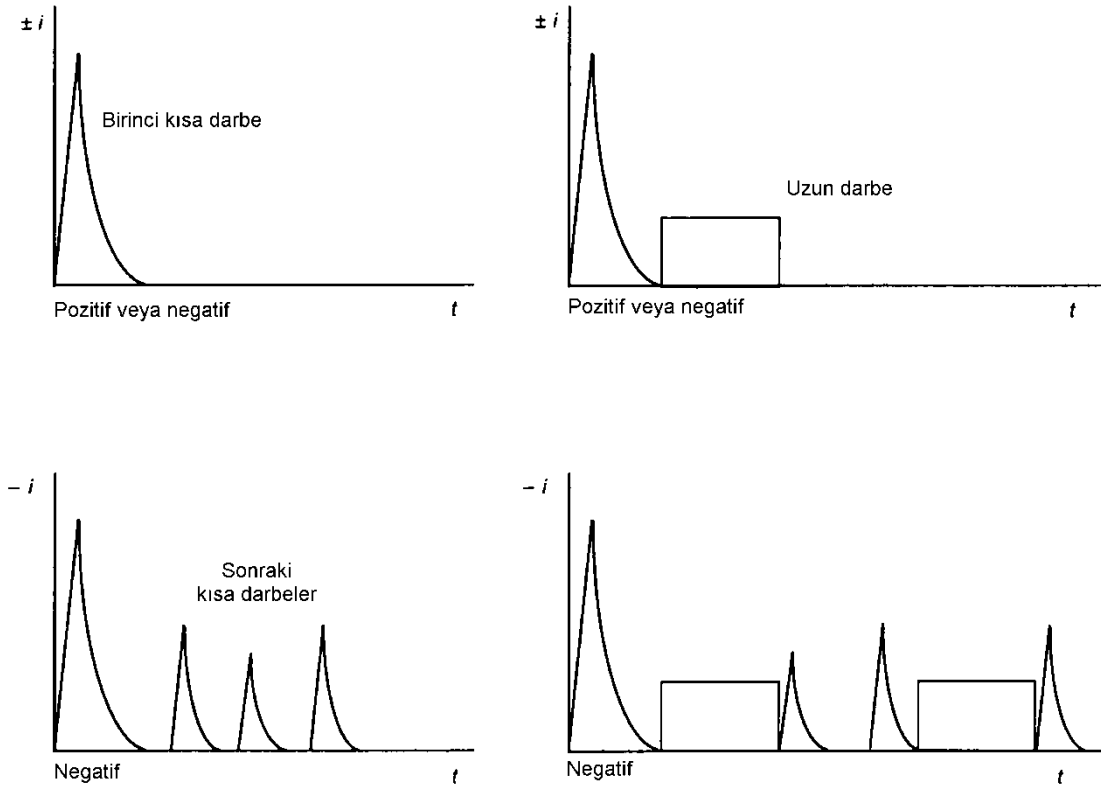 ± i
Birinci kısa darbe
Pozitif veya negatif
t
± i
Uzun darbe
Pozitif veya negatif
t
– i
Sonraki
kısa darbeler
Negatif
t
– i
Negatif
t